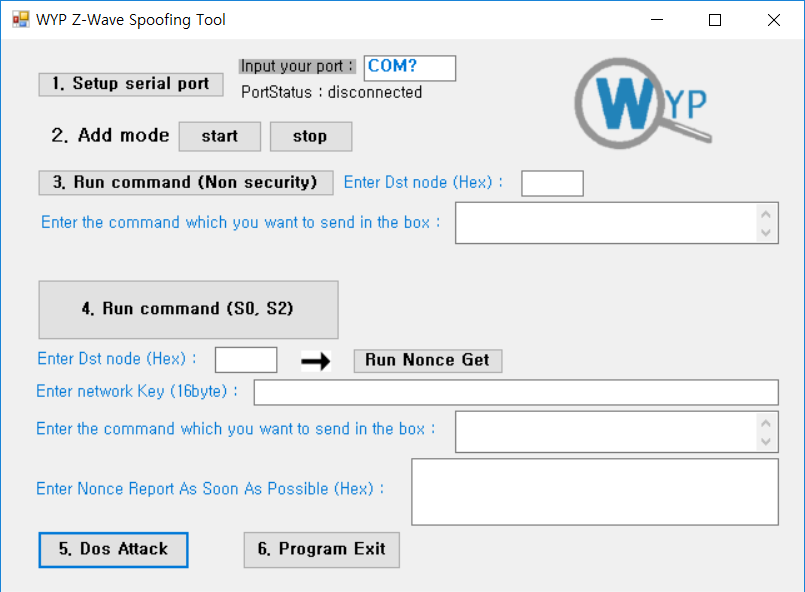 WYP Z-Wave Spoofing Tool
1. Setup serial port Input your port : COM?
PortStatus : disconnected
WYP
2. Add mode start stop
3. Run command (Non security) Enter Dst node (Hex) :
Enter the command which you want to send in the box :
4. Run command (S0, S2)
Enter Dst node (Hex) : Run Nonce Get
Enter network Key (16byte) :
Enter the command which you want to send in the box :
Enter Nonce Report As Soon As Possible (Hex) :
5. Dos Attack 6. Program Exit